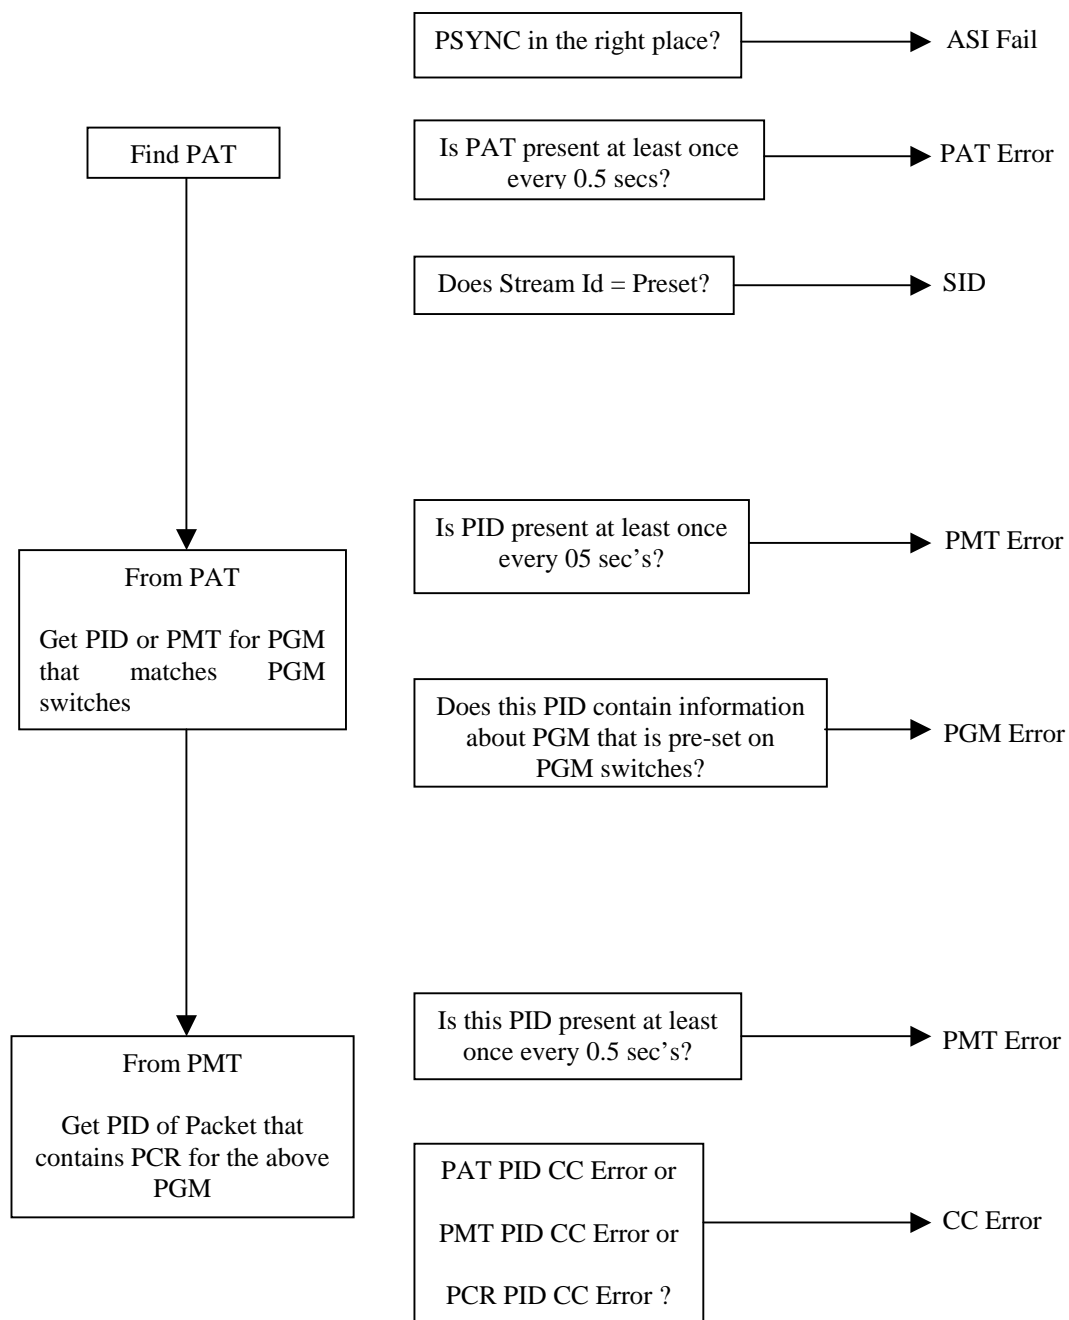 PSYNC in the right place?
ASI Fail
Find PAT
Is PAT present at least once
every 0.5 secs?
PAT Error
Does Stream Id = Preset?
SID
Is PID present at least once
every 05 sec’s?
PMT Error
From PAT
Get PID or PMT for PGM
that matches PGM
switches
Does this PID contain information
about PGM that is pre-set on
PGM switches?
PGM Error
Is this PID present at least
once every 0.5 sec’s?
PMT Error
From PMT
Get PID of Packet that
contains PCR for the above
PGM
PAT PID CC Error or
PMT PID CC Error or
PCR PID CC Error ?
CC Error